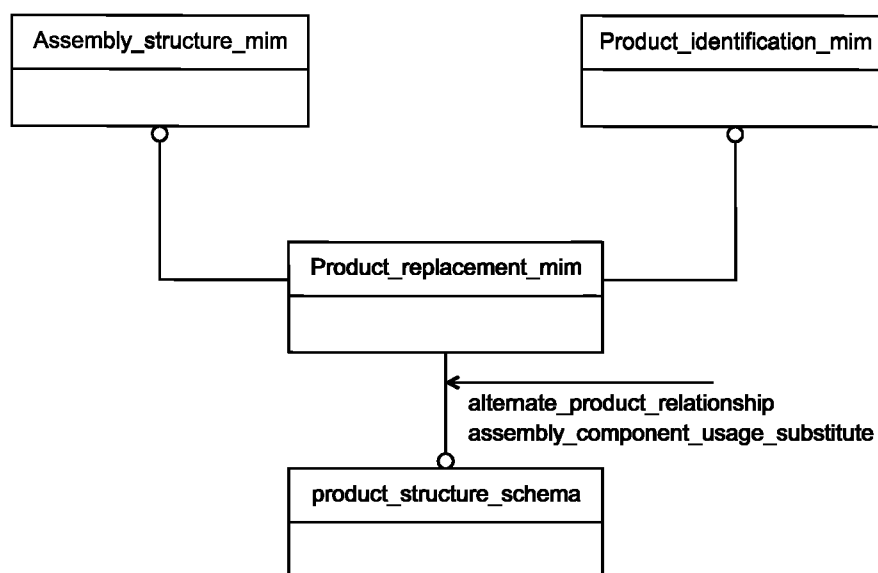 Assembly_structure_mim
Product_identification_mim
Product_replacement_mim
alternate_product_relationship
assembly_component_usage_substitute
product_structure_schema